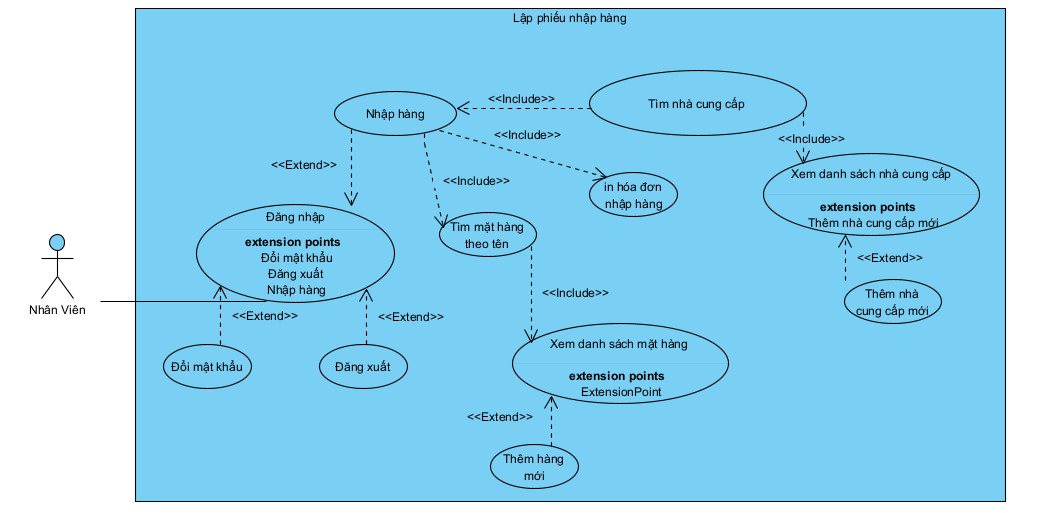 Lập phiếu nhập hàng
Nhập hàng
<<Include>>
Tìm nhà cung cấp
<<Include>>
<<Include>>
<<Extend>>
<<Include>>
in hóa đơn
nhập hàng
Xem danh sách nhà cung cấp
extension points
Thêm nhà cung cấp mới
Đăng nhập
extension points
Đổi mật khẩu
Đăng xuất
Nhập hàng
Tìm mặt hàng
theo tên
<<Extend>>
Thêm nhà
cung cấp mới
Nhân Viên
<<Extend>>
<<Extend>>
<<Include>>
Đổi mật khẩu
Đăng xuất
Xem danh sách mặt hàng
extension points
ExtensionPoint
<<Extend>>
Thêm hàng
mới